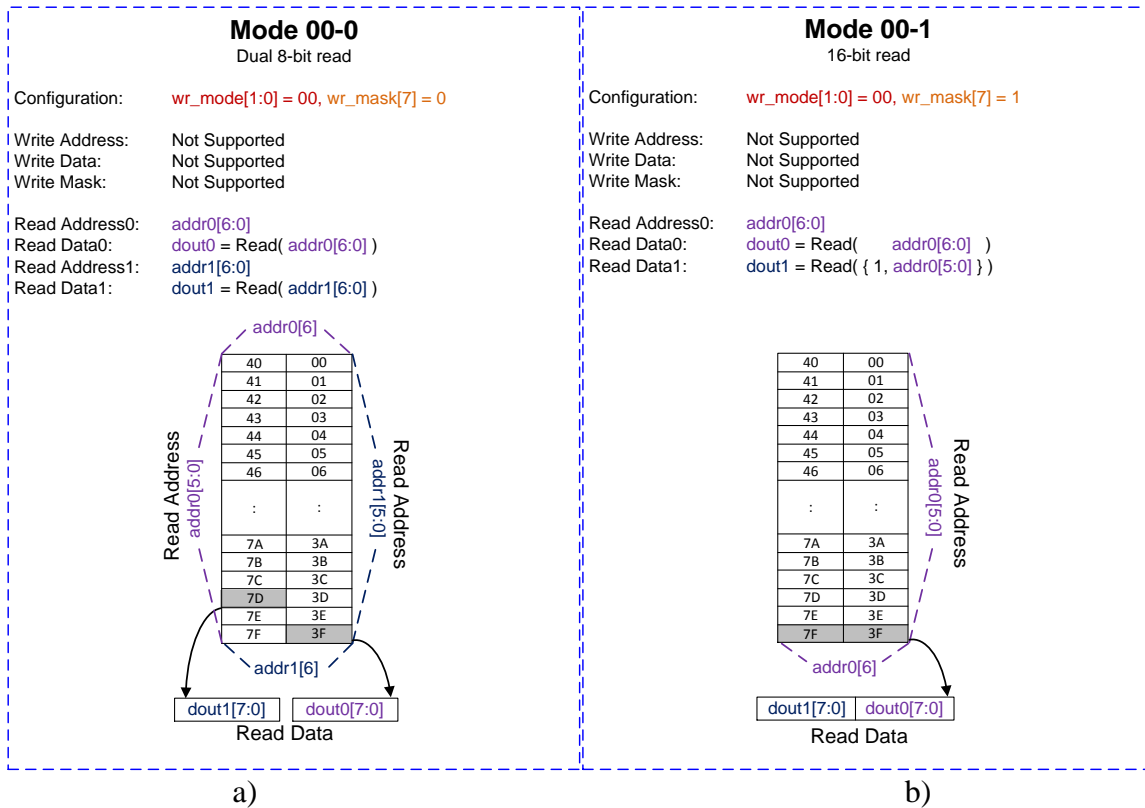 Mode 00-0
Dual 8-bit read
Configuration: wr_mode[1:0] = 00, wr_mask[7] = 0
Write Address: Not Supported
Write Data: Not Supported
Write Mask: Not Supported
Read Address0: addr0[6:0]
Read Data0: dout0 = Read( addr0[6:0] )
Read Address1: addr1[6:0]
Read Data1: dout1 = Read( addr1[6:0] )
addr0[6]
40 00
41 01
42 02
43 03
44 04
45 05
46 06
: :
7A 3A
7B 3B
7C 3C
7D 3D
7E 3E
7F 3F
Read Address
addr0[5:0]
addr1[5:0]
Read Address
addr1[6]
dout1[7:0] dout0[7:0]
Read Data
a)
Mode 00-1
16-bit read
Configuration: wr_mode[1:0] = 00, wr_mask[7] = 1
Write Address: Not Supported
Write Data: Not Supported
Write Mask: Not Supported
Read Address0: addr0[6:0]
Read Data0: dout0 = Read( addr0[6:0] )
Read Data1: dout1 = Read( { 1, addr0[5:0] } )
40 00
41 01
42 02
43 03
44 04
45 05
46 06
: :
7A 3A
7B 3B
7C 3C
7D 3D
7E 3E
7F 3F
addr0[5:0]
Read Address
addr0[6]
dout1[7:0] dout0[7:0]
Read Data
b)